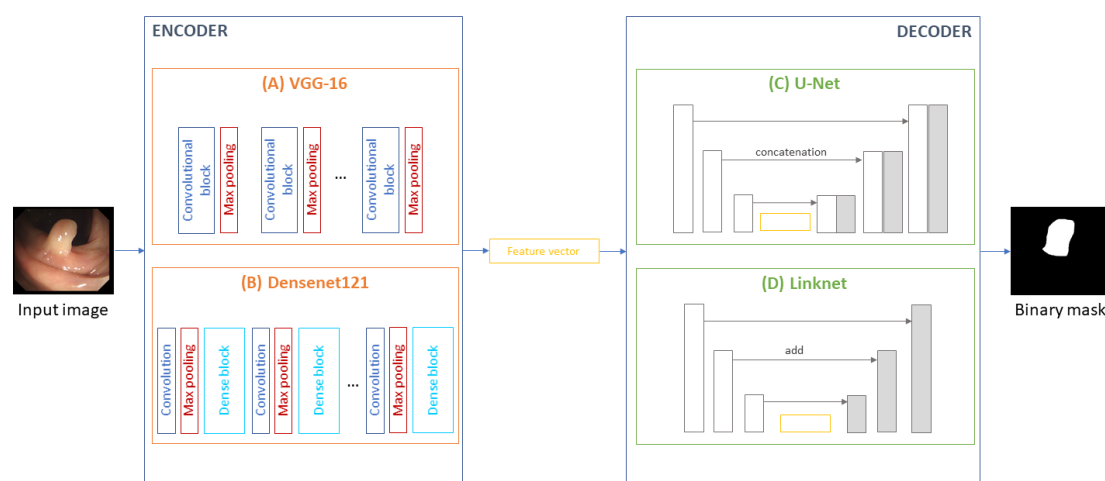 ENCODER
(A) VGG-16
Convolutional block
Max pooling
Convolutional block
Max pooling
...
Convolutional block
Max pooling
(B) Densenet121
Convolution
Max pooling
Dense block
Convolution
Max pooling
Dense block
...
Convolution
Max pooling
Dense block
Input image
Feature vector
DECODER
(C) U-Net
concatenation
(D) Linknet
add
Binary mask